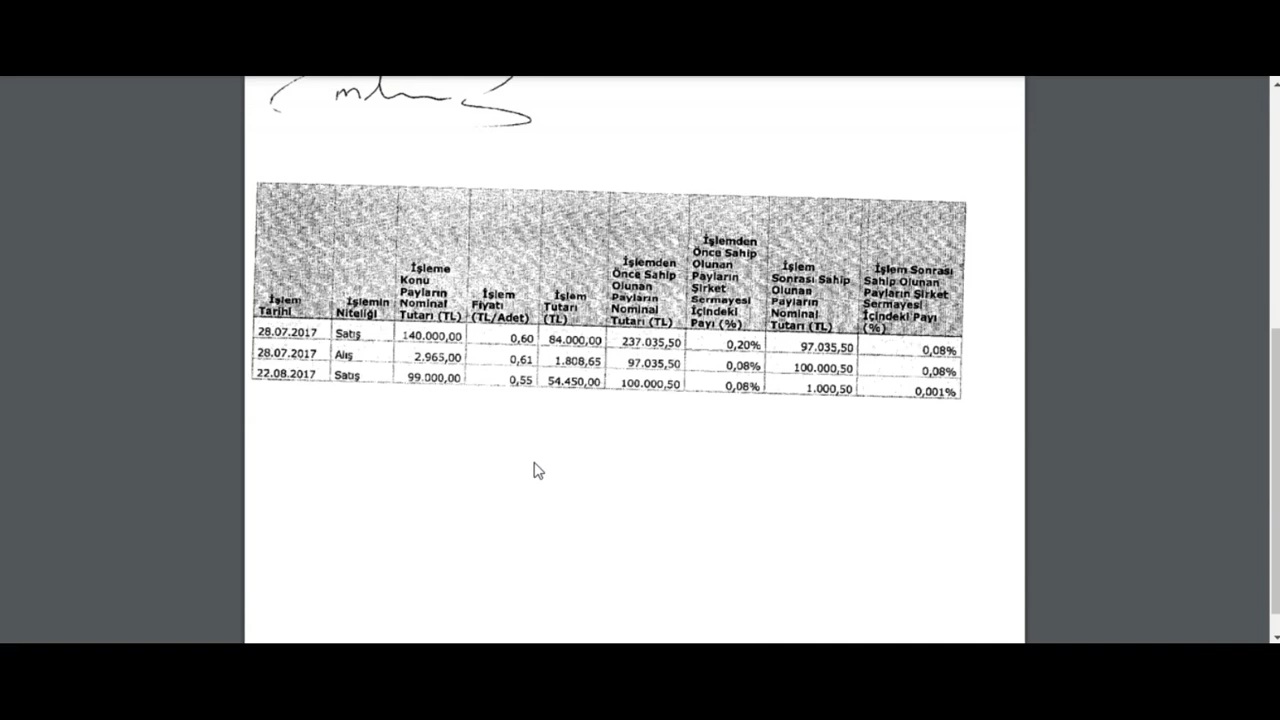 İşlem Tarihi
İşlemin Niteliği
İşleme Konu Payların Nominal Tutarı (TL)
İşlem Fiyatı (TL/Adet)
İşlem Tutarı (TL)
İşlemden Önce Sahip Olunan Payların Nominal Tutarı (TL)
İşlemden Önce Sahip Olunan Payların Şirket Sermayesi İçindeki Payı (%)
İşlem Sonrası Sahip Olunan Payların Nominal Tutarı (TL)
İşlem Sonrası Sahip Olunan Payların Şirket Sermayesi İçindeki Payı (%)
28.07.2017 Satış 140.000,00 0,60 84.000,00 237.035,50 0,20% 97.035,50 0,08%
28.07.2017 Alış 2.965,00 0,61 1.808,65 97.035,50 0,08% 100.000,50 0,08%
22.08.2017 Satış 99.000,00 0,55 54.450,00 100.000,50 0,08% 1.000,50 0,001%